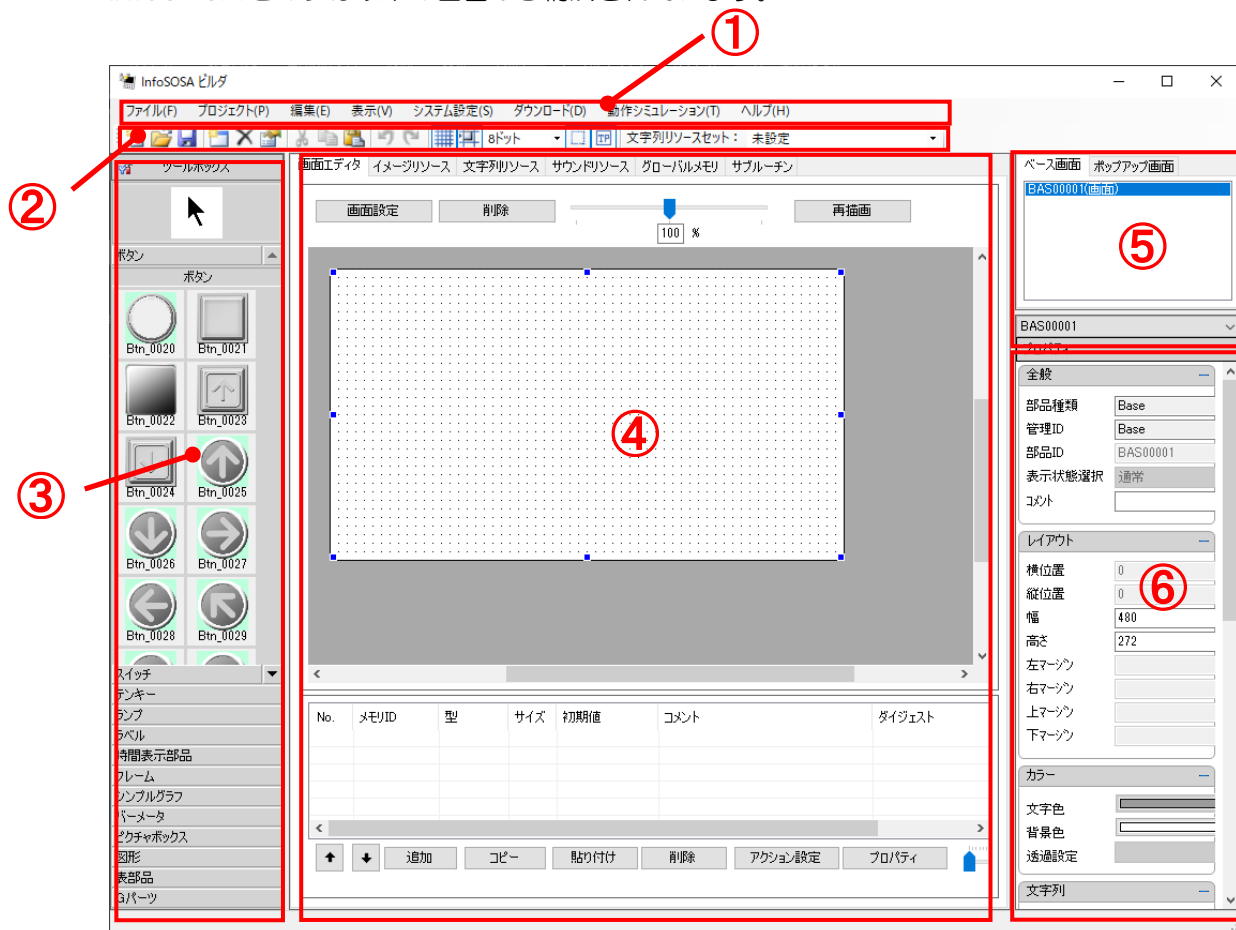 ①
InfoSOSA ビルダ
ファイル(F) プロジェクト(P) 編集(E) 表示(V) システム設定(S) ダウンロード(D) 動作シミュレーション(T) ヘルプ(H)
8ドット 文字列リソースセット： 未設定
②
ツールボックス
ボタン
ボタン
Btn_0020 Btn_0021
Btn_0022 Btn_0023
③
Btn_0024 Btn_0025
Btn_0026 Btn_0027
Btn_0028 Btn_0029
スイッチ
テンキー
ランプ
ラベル
時間表示部品
フレーム
シンプルグラフ
バーメータ
ピクチャボックス
図形
表部品
Gパーツ
画面エディタ イメージリソース 文字列リソース サウンドリソース グローバルメモリ サブルーチン
画面設定 削除 100 % 再描画
④
No. メモリID 型 サイズ 初期値 コメント ダイジェスト
追加 コピー 貼り付け 削除 アクション設定 プロパティ
ベース画面 ポップアップ画面
BAS00001(画面)
⑤
BAS00001
プロパティ
全般
部品種類 Base
管理ID Base
部品ID BAS00001
表示状態選択 通常
コメント
レイアウト
横位置 0
⑥
縦位置 0
幅 480
高さ 272
左マージン
右マージン
上マージン
下マージン
カラー
文字色
背景色
透過設定
文字列